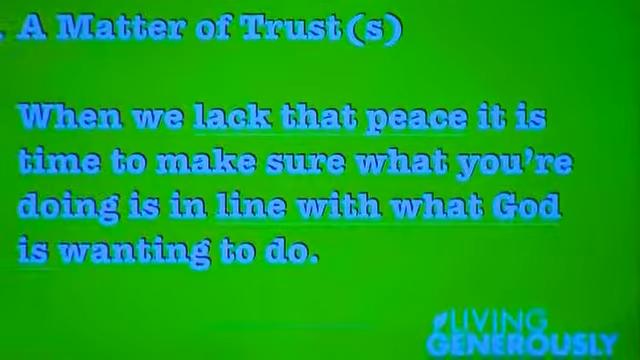 . A Matter of Trust(s)
When we lack that peace it is
time to make sure what you're
doing is in line with what God
is wanting to do.
LIVING
GENEROUSLY